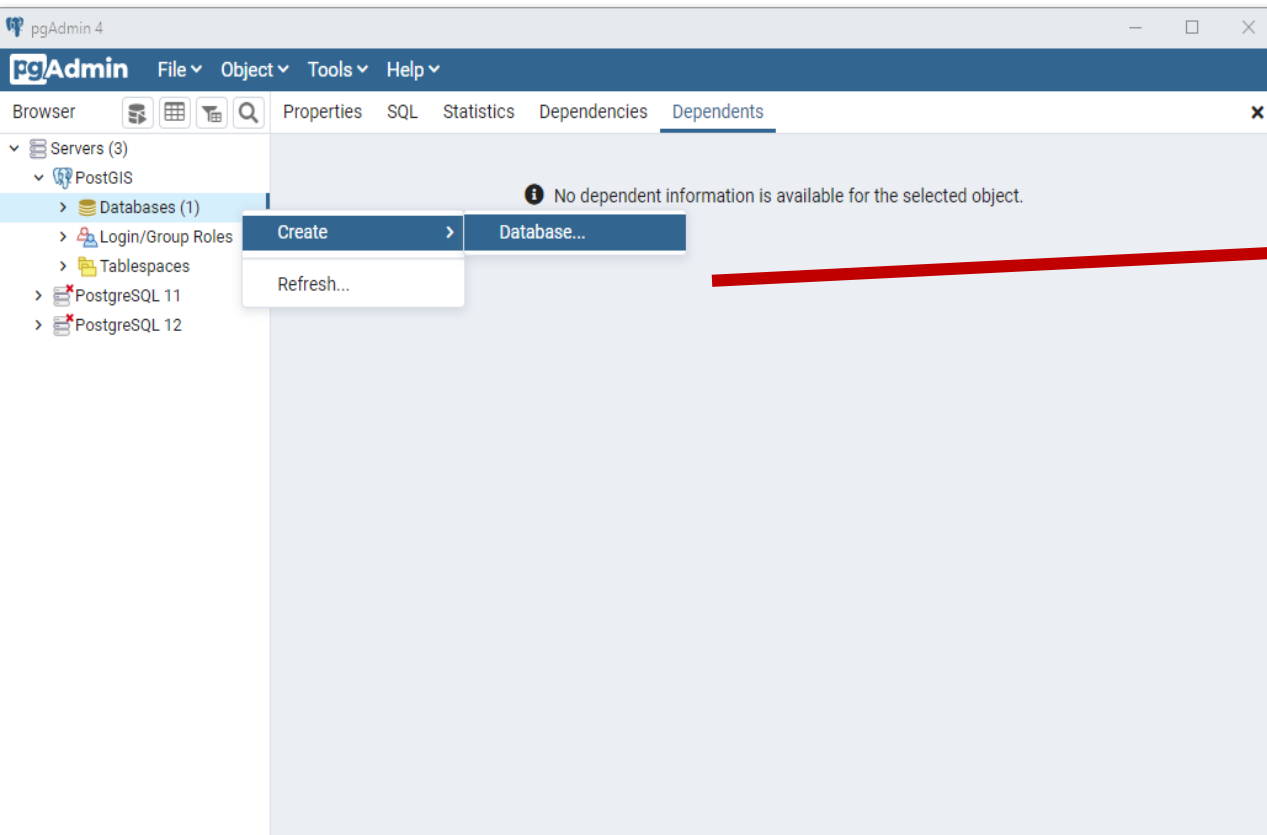 pgAdmin 4
pgAdmin File Object Tools Help
Browser Properties SQL Statistics Dependencies Dependents
Servers (3)
PostGIS
No dependent information is available for the selected object.
Databases (1)
Create Database...
Login/Group Roles
Tablespaces
Refresh...
PostgreSQL 11
PostgreSQL 12